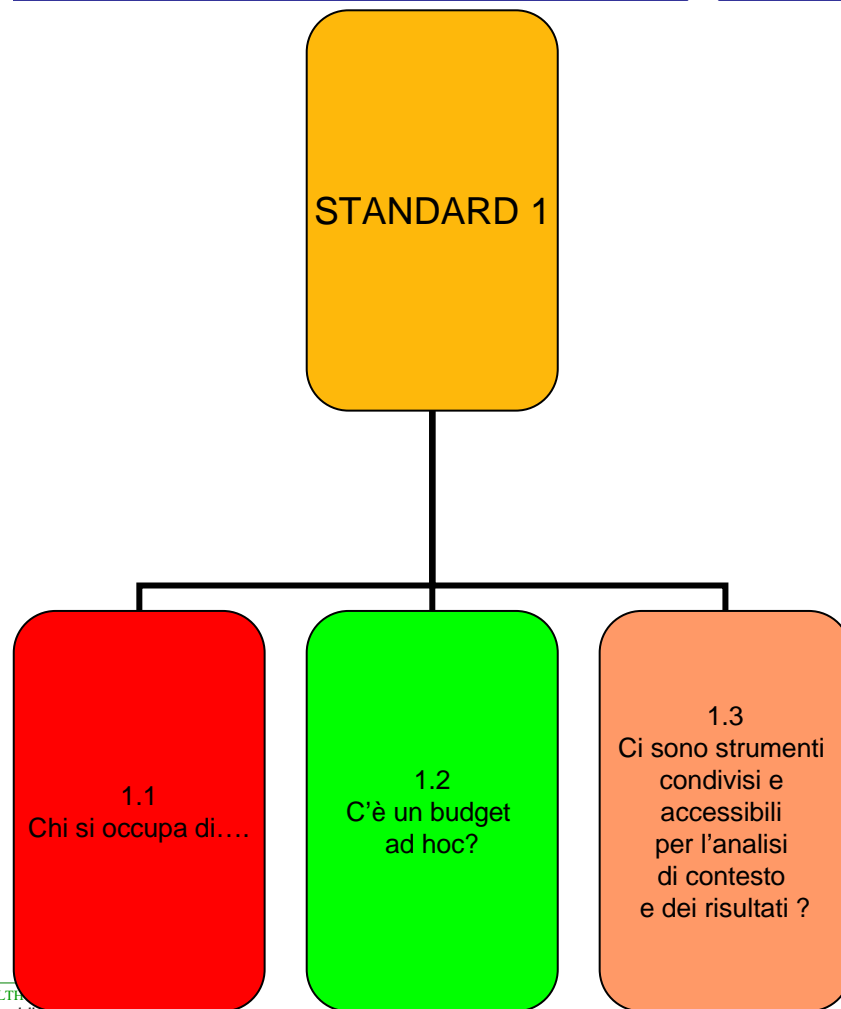 STANDARD 1
1.1
Chi si occupa di….
1.2
C’è un budget
ad hoc?
1.3
Ci sono strumenti
condivisi e
accessibili
per l’analisi
di contesto
e dei risultati ?